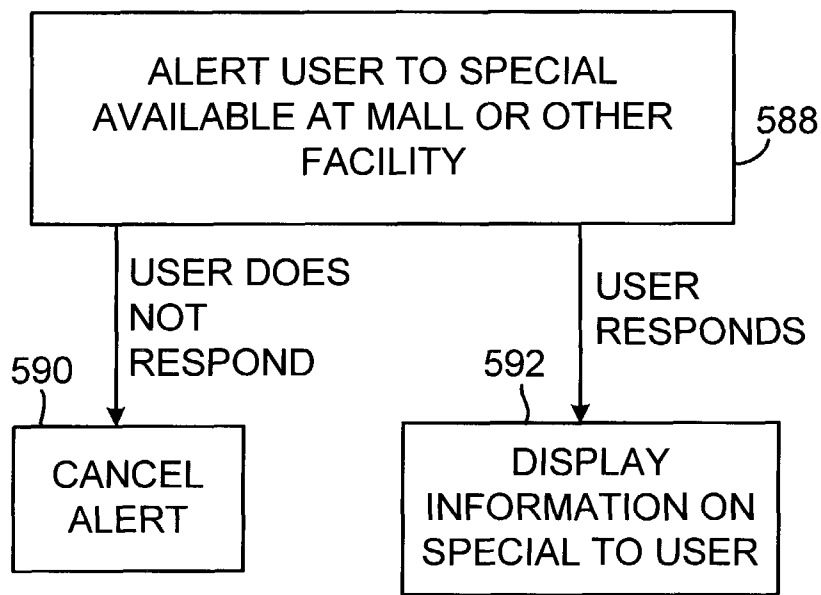 ALERT USER TO SPECIAL
AVAILABLE AT MALL OR OTHER
FACILITY
588
USER DOES
NOT
RESPOND
USER
RESPONDS
590
CANCEL
ALERT
592
DISPLAY
INFORMATION ON
SPECIAL TO USER